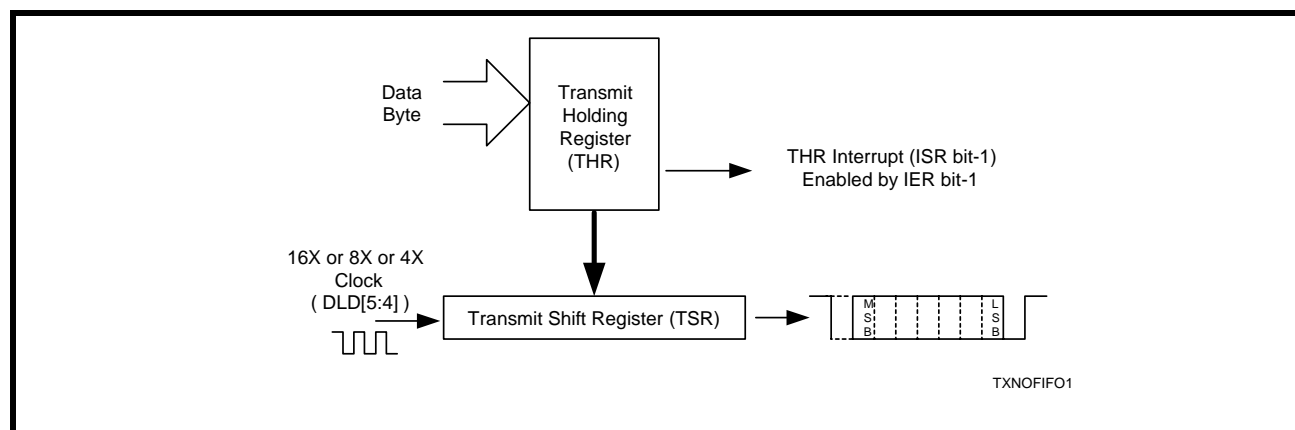 Data
Byte
Transmit
Holding
Register
(THR)
THR Interrupt (ISR bit-1)
Enabled by IER bit-1
16X or 8X or 4X
Clock
( DLD[5:4] )
Transmit Shift Register (TSR)
M
S
B
L
S
B
TXNOFIFO1